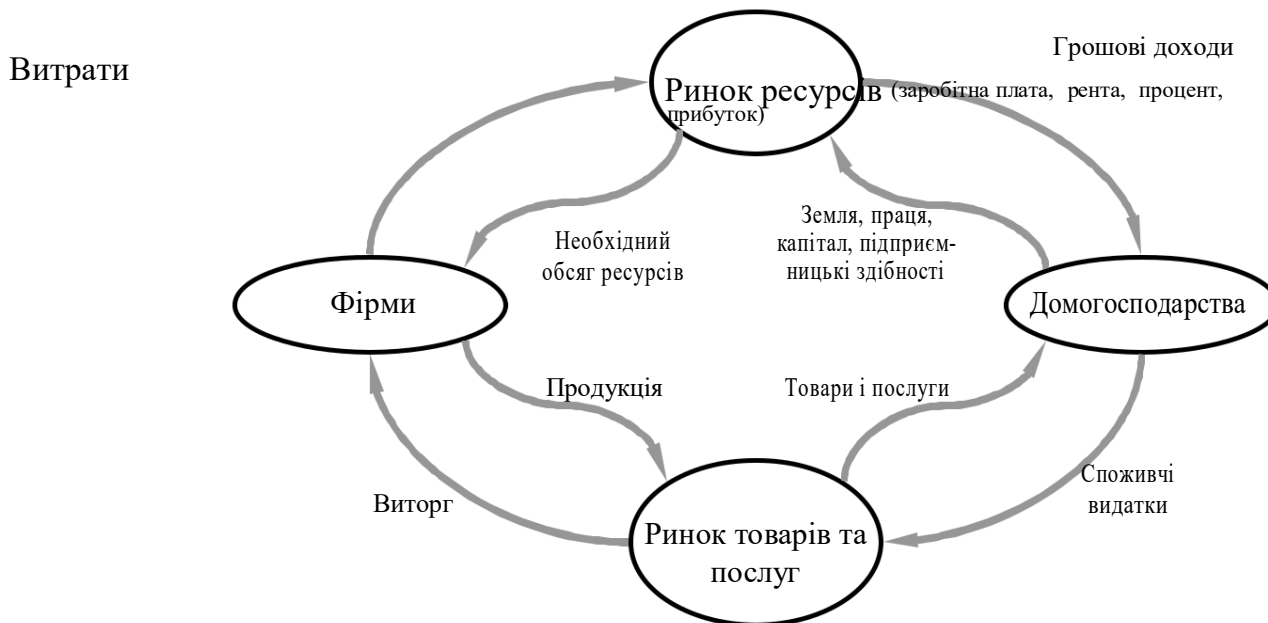 Грошові доходи
Витрати
Ринок ресурсів (заробітна плата, рента, процент,
прибуток)
Необхідний
обсяг ресурсів
Земля, праця,
капітал, підприєм-
ницькі здібності
Фірми
Домогосподарства
Продукція
Товари і послуги
Виторг
Споживчі
видатки
Ринок товарів та
послуг